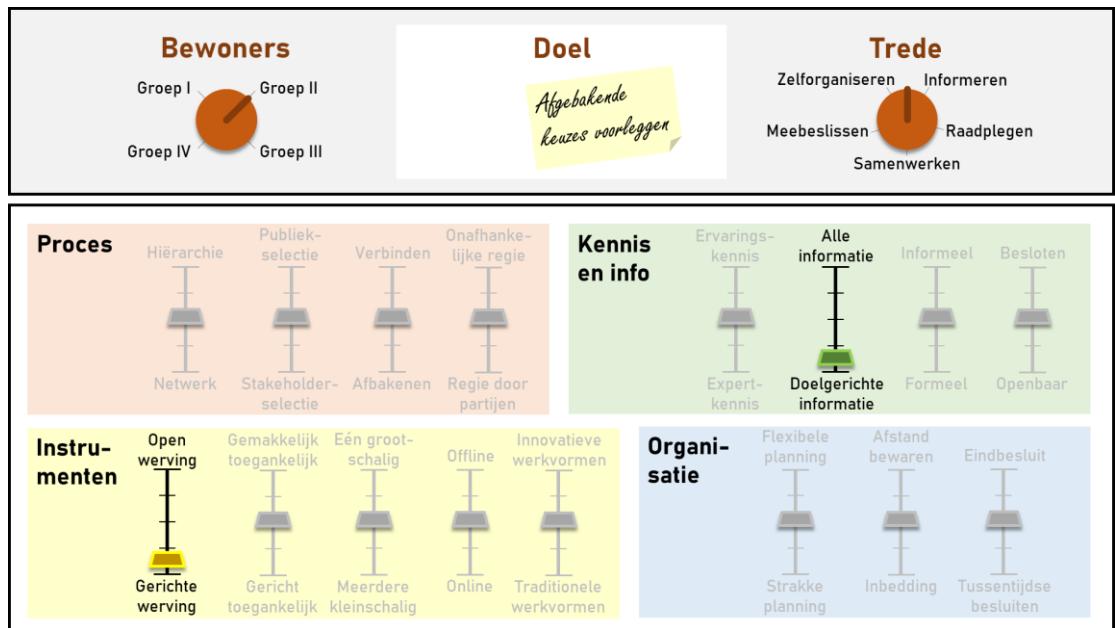 Bewoners
Groep I
Groep II
Groep IV
Groep III
Doel
Afgebakende
keuzes voorleggen
Trede
Zelforganiseren
Informeren
Meebeslissen
Raadplegen
Samenwerken
Proces
Hiërarchie
Publiek-
selectie
Verbinden
Onafhanke-
lijke regie
Netwerk
Stakeholder-
selectie
Afbakenen
Regie door
partijen
Kennis
en info
Ervarings-
kennis
Alle
informatie
Informeel
Besloten
Expert-
kennis
Doelgerichte
informatie
Formeel
Openbaar
Instru-
menten
Open
werving
Gemakkelijk
toegankelijk
Eén groot-
schalig
Offline
Innovatieve
werkvormen
Gerichte
werving
Gericht
toegankelijk
Meerdere
kleinschalig
Online
Traditionele
werkvormen
Organi-
satie
Flexibele
planning
Afstand
bewaren
Eindbesluit
Strakke
planning
Inbedding
Tussentijdse
besluiten